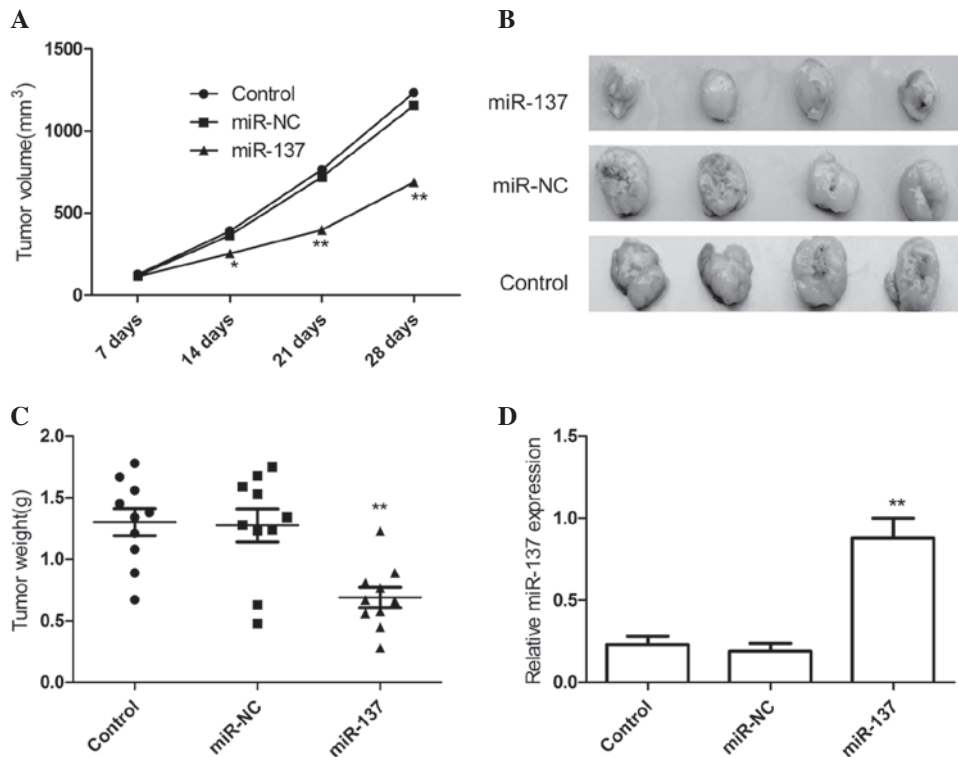 A
Tumor volume(mm3)
1500
1000
500
0
Control
miR-NC
miR-137
*
**
**
7 days
14 days
21 days
28 days
B
miR-137
miR-NC
Control
C
Tumor weight(g)
2.0
1.5
1.0
0.5
0.0
**
Control
miR-NC
miR-137
D
Relative miR-137 expression
1.5
1.0
0.5
0.0
**
Control
miR-NC
miR-137